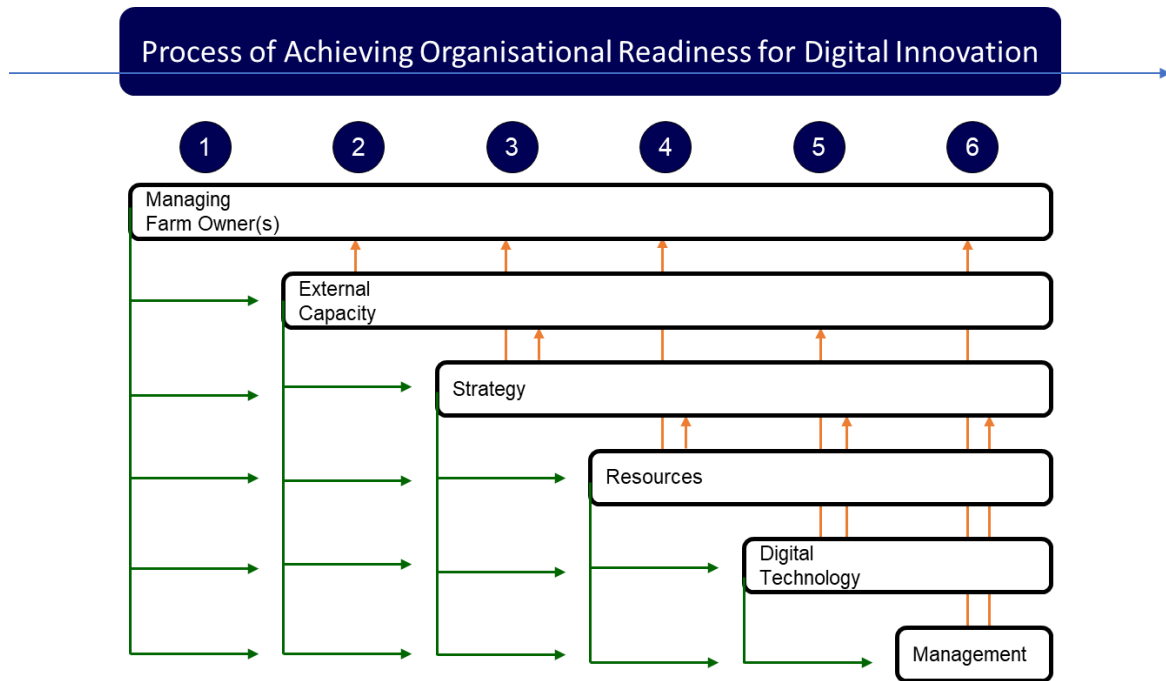 Process of Achieving Organisational Readiness for Digital Innovation
1 2 3 4 5 6
Managing
Farm Owner(s)
External
Capacity
Strategy
Resources
Digital
Technology
Management